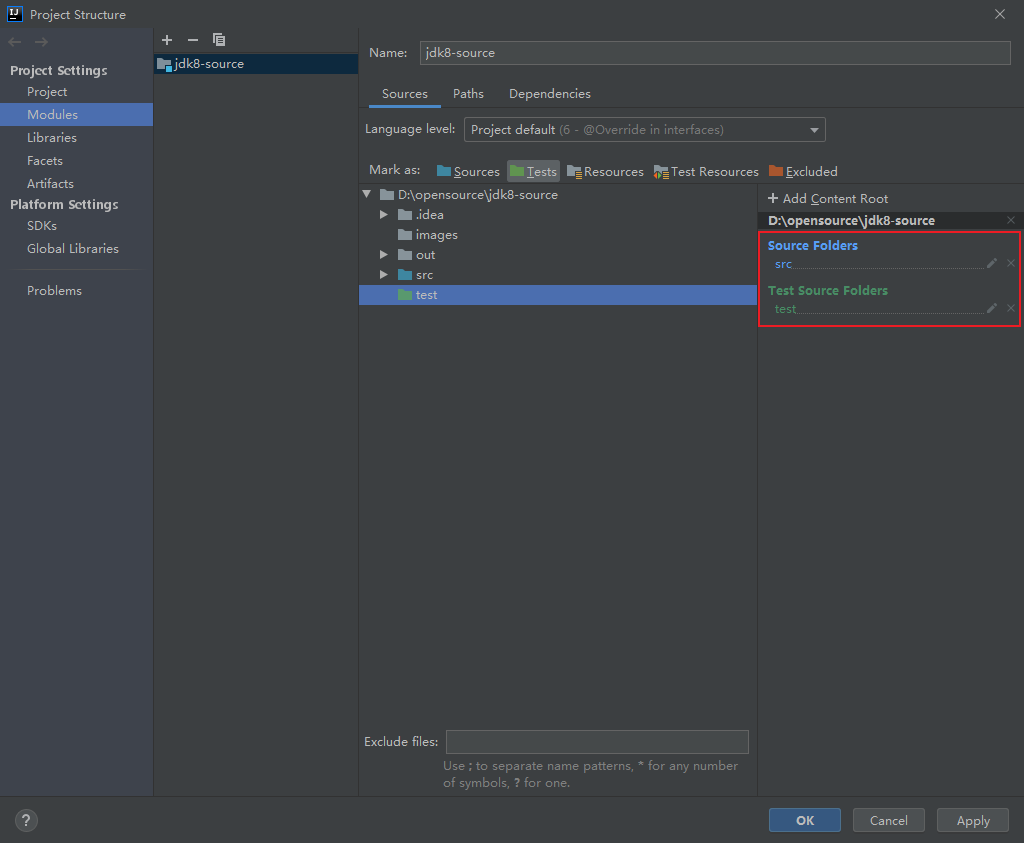 Project Structure
Project Settings
Project
Modules
Libraries
Facets
Artifacts
Platform Settings
SDKs
Global Libraries
Problems
jdk8-source
Name: jdk8-source
Sources Paths Dependencies
Language level: Project default (6 - @Override in interfaces)
Mark as: Sources Tests Resources Test Resources Excluded
D:\opensource\jdk8-source
.idea
images
out
src
test
+ Add Content Root
D:\opensource\jdk8-source
Source Folders
src
Test Source Folders
test
Exclude files:
Use ; to separate name patterns, * for any number
of symbols, ? for one.
?
OK Cancel Apply